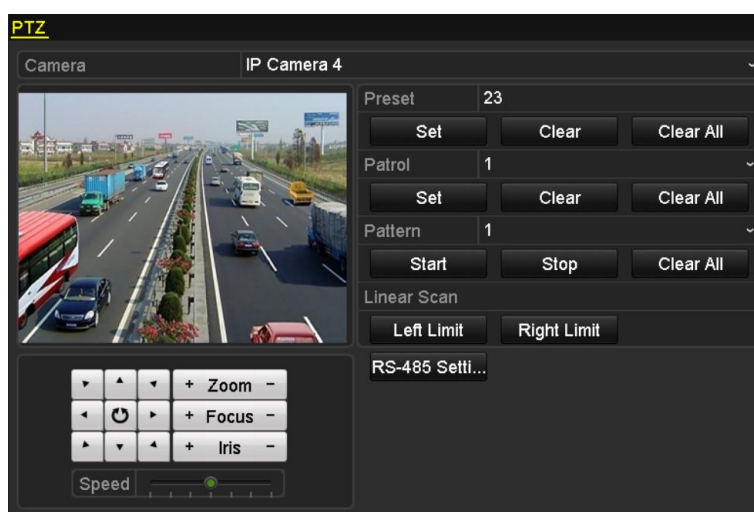 PTZ
Camera IP Camera 4
Preset 23
Set Clear Clear All
Patrol 1
Set Clear Clear All
Pattern 1
Start Stop Clear All
Linear Scan
Left Limit Right Limit
RS-485 Setti...
+ Zoom -
+ Focus -
+ Iris -
Speed